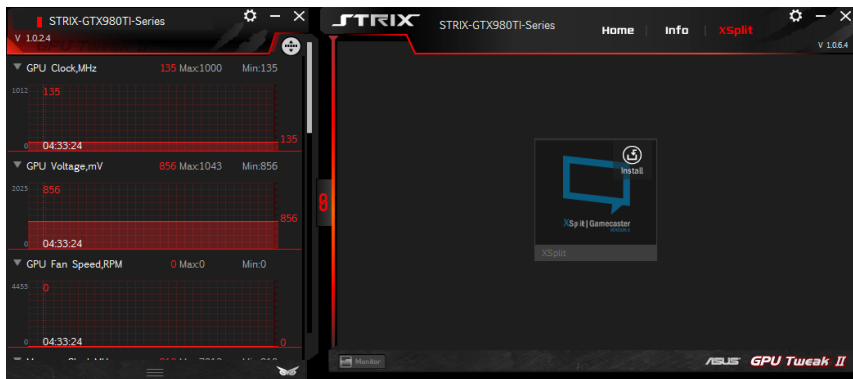 STRIX-GTX980TI-Series
V 1.0.2.4
GPU Clock,MHz 135 Max:1000 Min:135
1012 135
135
0 04:33:24
GPU Voltage,mV 856 Max:1043 Min:856
2025 856
856
0 04:33:24
GPU Fan Speed,RPM 0 Max:0 Min:0
4455 0
0 04:33:24 0
STRIX STRIX-GTX980TI-Series Home Info XSplit
V 1.0.6.4
Install
XSplit | Gamecaster
XSplit
Monitor
ASUS GPU Tweak II